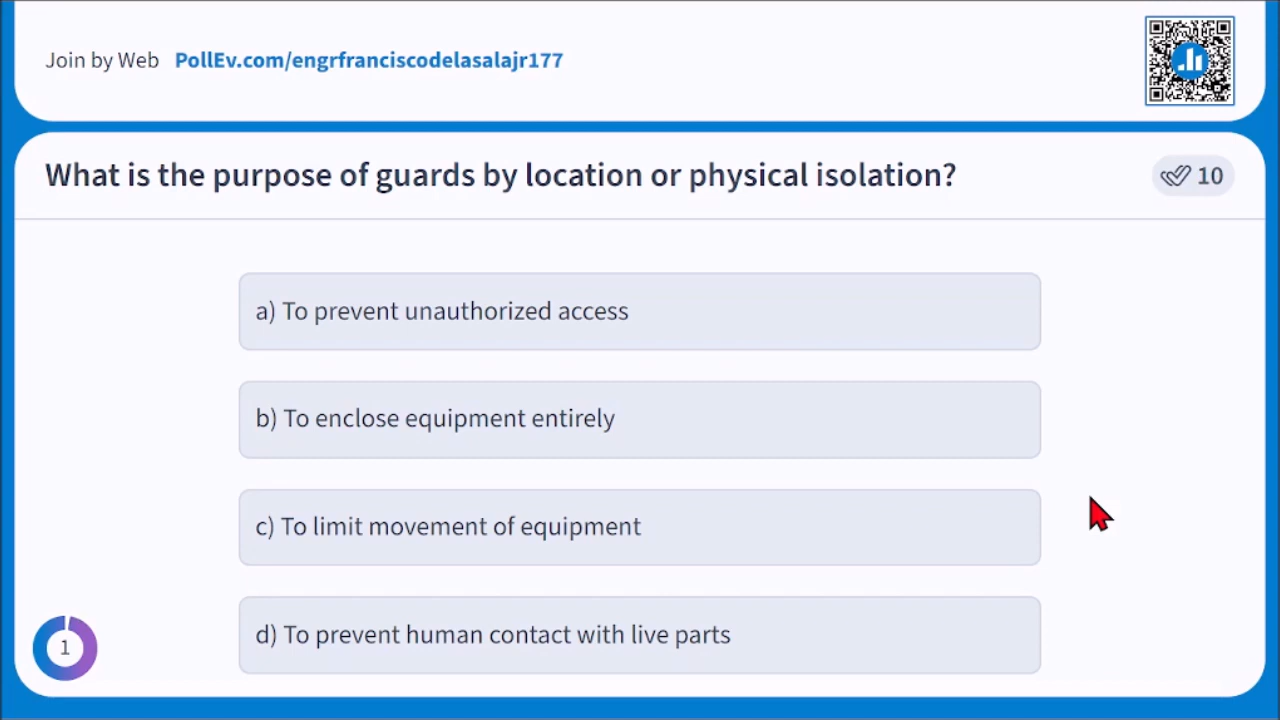 Join by Web PollEv.com/engrfranciscodelasalajr177
What is the purpose of guards by location or physical isolation?
10
a) To prevent unauthorized access
b) To enclose equipment entirely
c) To limit movement of equipment
d) To prevent human contact with live parts
1